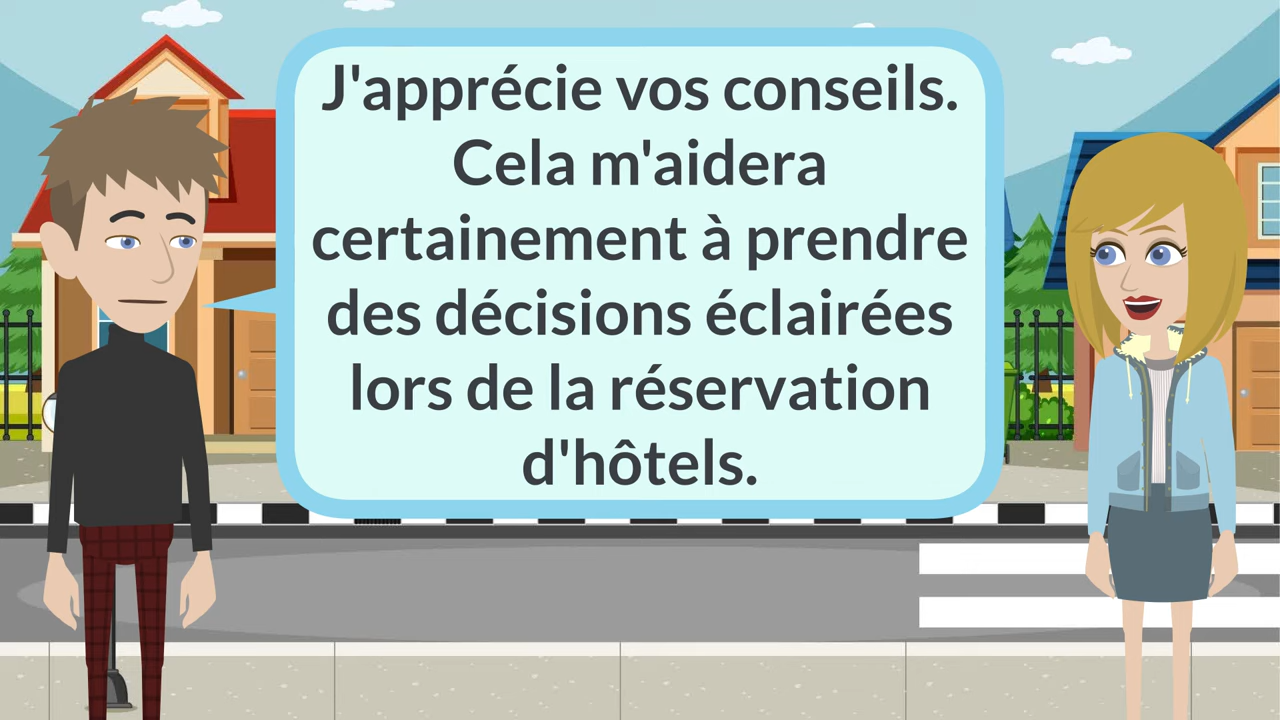 J'apprécie vos conseils.
Cela m'aidera
certainement à prendre
des décisions éclairées
lors de la réservation
d'hôtels.